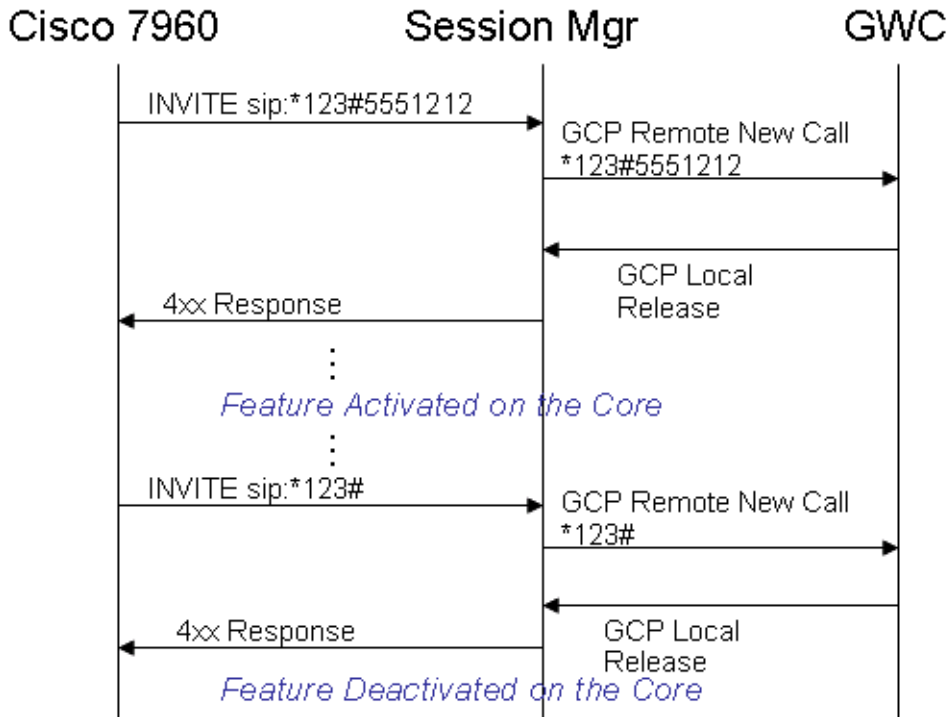 Cisco 7960 Session Mgr GWC
INVITE sip:*123#5551212
GCP Remote New Call
*123#5551212
GCP Local
Release
4xx Response
Feature Activated on the Core
INVITE sip:*123#
GCP Remote New Call
*123#
GCP Local
Release
4xx Response
Feature Deactivated on the Core